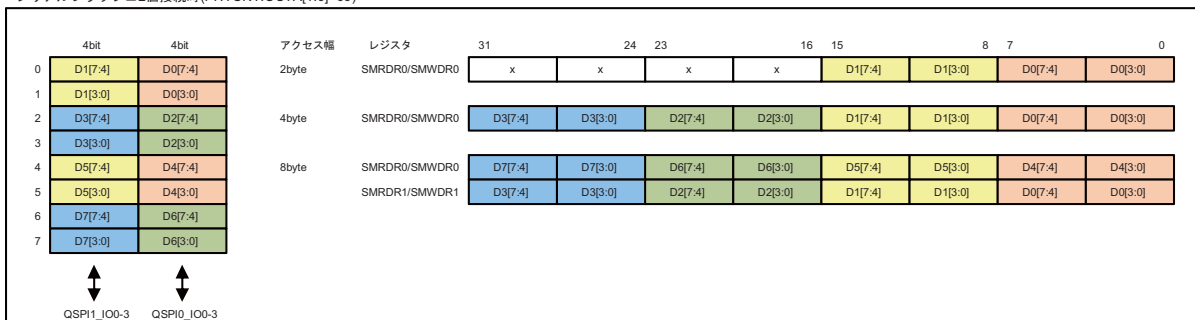 4bit 4bit アクセス幅 レジスタ 31 24 23 16 15 8 7 0
0 D1[7:4] D0[7:4] 2byte SMRDR0/SMWDR0 x x x x D1[7:4] D1[3:0] D0[7:4] D0[3:0]
1 D1[3:0] D0[3:0]
2 D3[7:4] D2[7:4] 4byte SMRDR0/SMWDR0 D3[7:4] D3[3:0] D2[7:4] D2[3:0] D1[7:4] D1[3:0] D0[7:4] D0[3:0]
3 D3[3:0] D2[3:0]
4 D5[7:4] D4[7:4] 8byte SMRDR0/SMWDR0 D7[7:4] D7[3:0] D6[7:4] D6[3:0] D5[7:4] D5[3:0] D4[7:4] D4[3:0]
5 D5[3:0] D4[3:0] SMRDR1/SMWDR1 D3[7:4] D3[3:0] D2[7:4] D2[3:0] D1[7:4] D1[3:0] D0[7:4] D0[3:0]
6 D7[7:4] D6[7:4]
7 D7[3:0] D6[3:0]
QSPI1_IO0-3 QSPI0_IO0-3